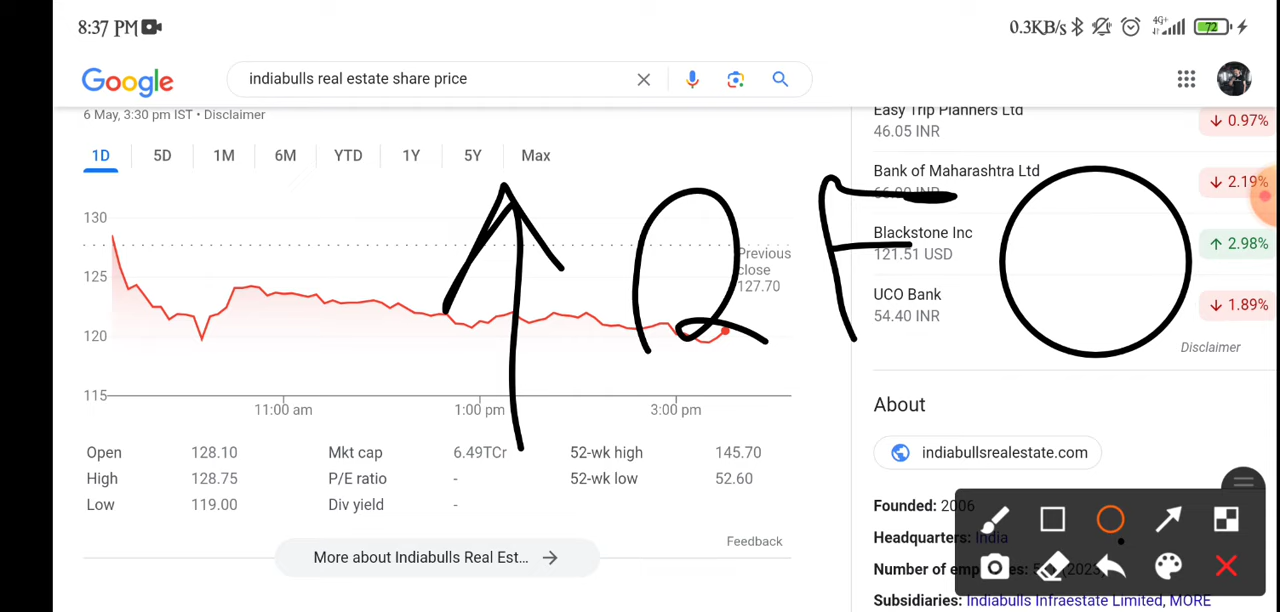 8:37 PM
0.3KB/s
4G+
72
Google
indiabulls real estate share price
6 May, 3:30 pm IST • Disclaimer
1D 5D 1M 6M YTD 1Y 5Y Max
130
125
120
115
Previous
close
127.70
11:00 am 1:00 pm 3:00 pm
Open 128.10 Mkt cap 6.49TCr 52-wk high 145.70
High 128.75 P/E ratio - 52-wk low 52.60
Low 119.00 Div yield -
Feedback
More about Indiabulls Real Est...
Easy Trip Planners Ltd
46.05 INR
↓ 0.97%
Bank of Maharashtra Ltd
INR
↓ 2.19%
Blackstone Inc
121.51 USD
↑ 2.98%
UCO Bank
54.40 INR
↓ 1.89%
Disclaimer
About
indiabullsrealestate.com
Founded: 2006
Headquarters: India
Number of es: (2023)
Subsidiaries: Indiabulls Infraestate Limited, MORE